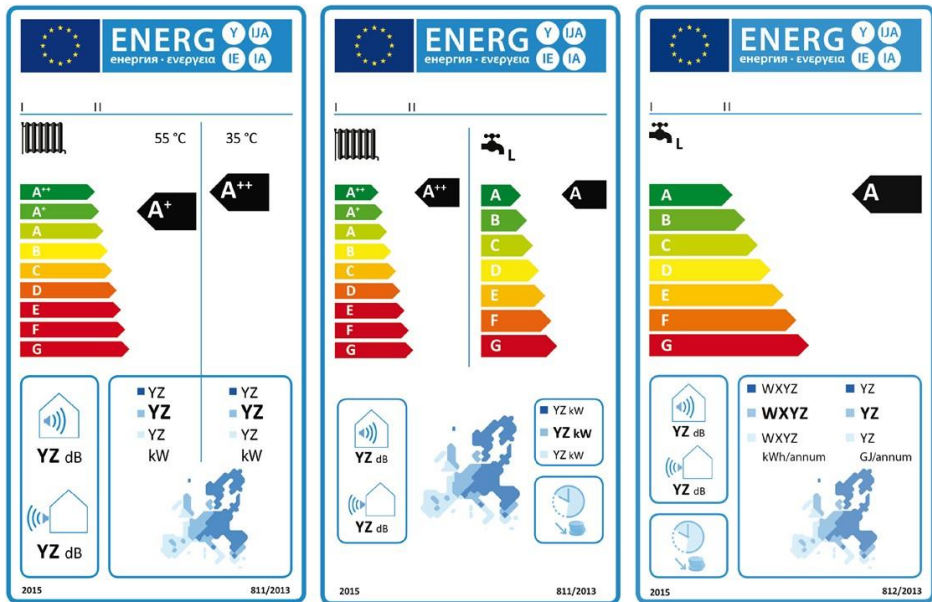 ENERG
енергия · ενεργεια
Y IJA
IE IA
I II
55 °C 35 °C
A++
A+
A
B
C
D
E
F
G
A+
A++
YZ dB
YZ dB
YZ YZ
YZ YZ
YZ YZ
kW kW
2015 811/2013
ENERG
енергия · ενεργεια
Y IJA
IE IA
I II
L
A++
A+
A
B
C
D
E
F
G
A++
A
B
C
D
E
F
G
A
YZ dB
YZ dB
YZ kW
YZ kW
YZ kW
2015 811/2013
ENERG
енергия · ενεργεια
Y IJA
IE IA
I II
L
A
B
C
D
E
F
G
A
YZ dB
YZ dB
WXYZ YZ
WXYZ YZ
WXYZ YZ
kWh/annum GJ/annum
2015 812/2013